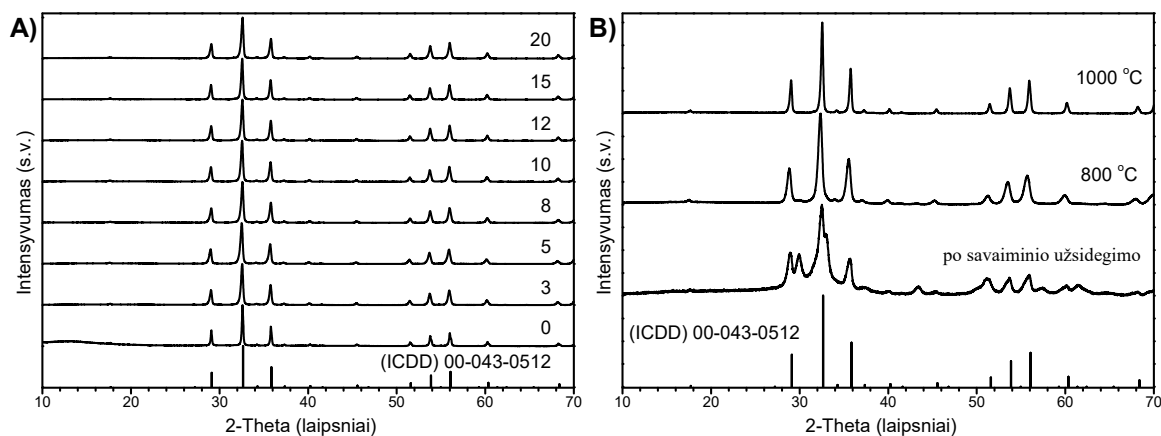 A)
20
15
12
10
8
5
3
0
(ICDD) 00-043-0512
Intensyvumas (s.v.)
10 20 30 40 50 60 70
2-Theta (laipsniai)
B)
1000 °C
800 °C
po savaiminio užsidegimo
(ICDD) 00-043-0512
Intensyvumas (s.v.)
10 20 30 40 50 60 70
2-Theta (laipsniai)